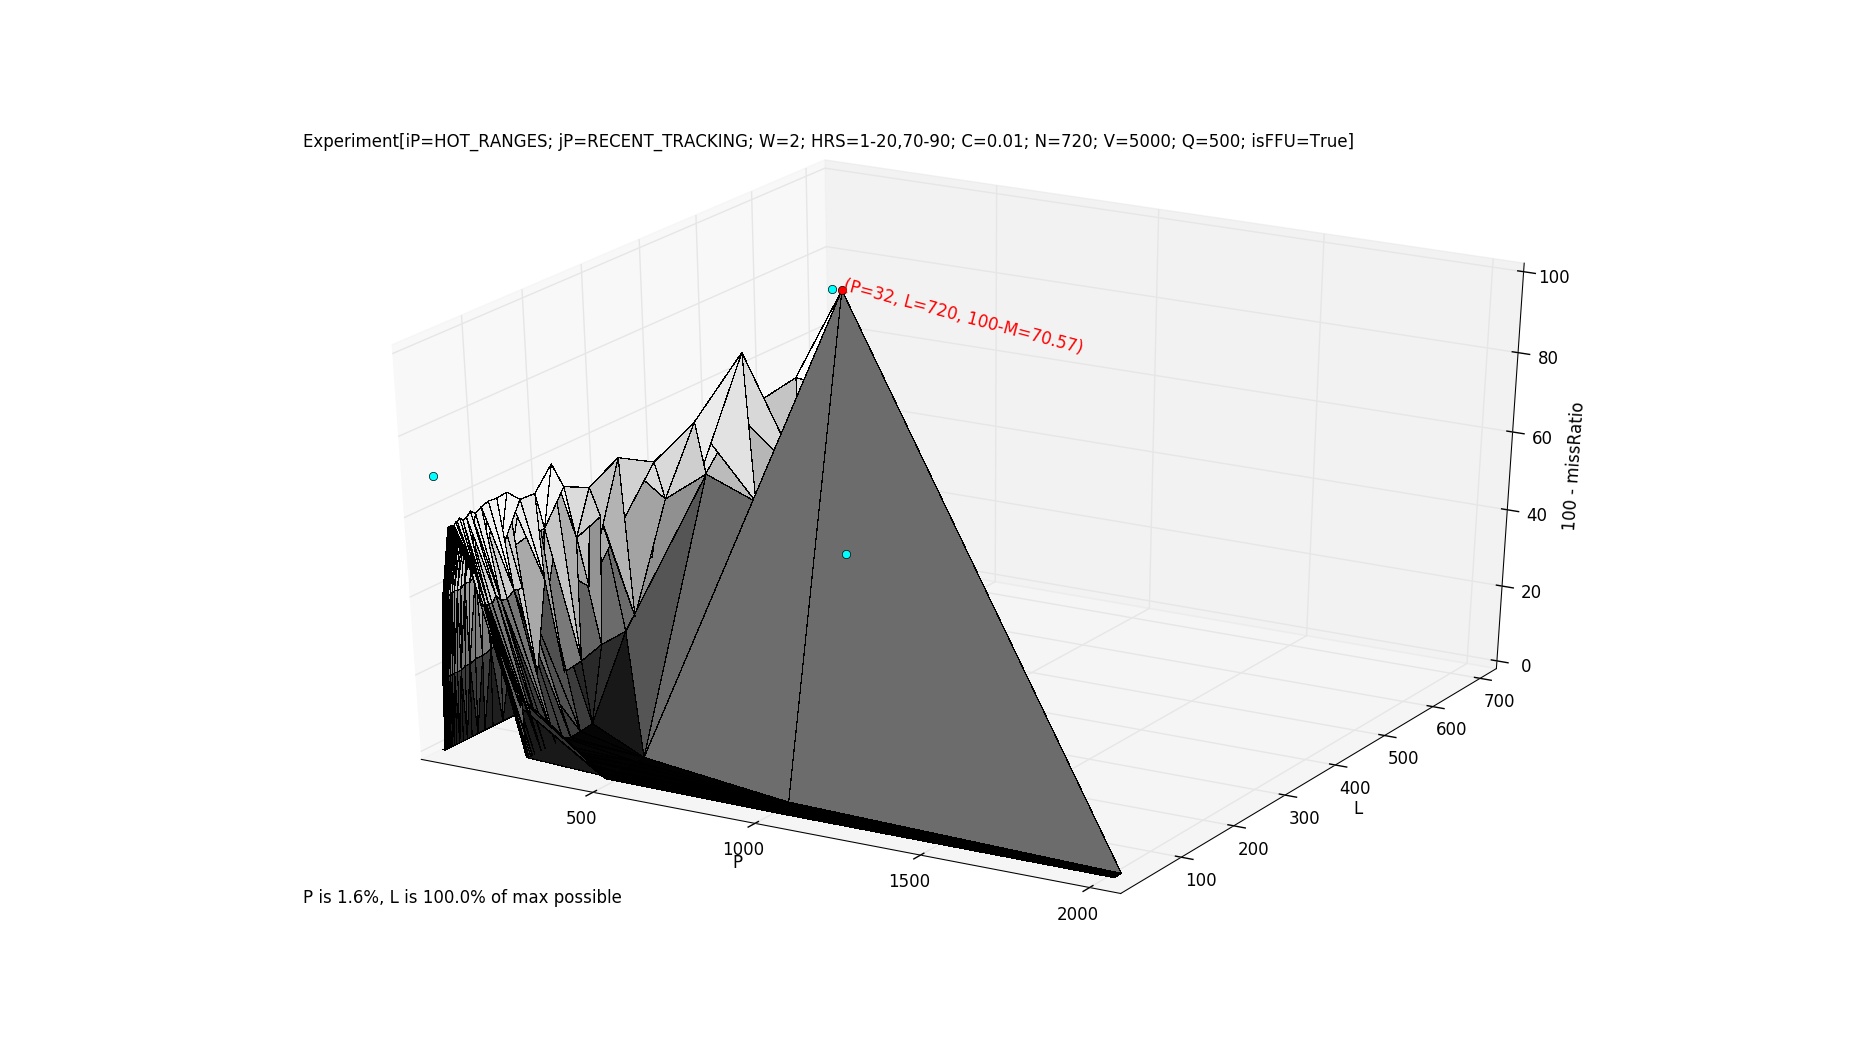 Experiment[iP=HOT_RANGES; jP=RECENT_TRACKING; W=2; HRS=1-20,70-90; C=0.01; N=720; V=5000; Q=500; isFFU=True]
(P=32, L=720, 100-M=70.57)
100
80
60
40
20
0
100 - missRatio
700
600
500
400
300
200
100
L
500
1000
1500
2000
P
P is 1.6%, L is 100.0% of max possible